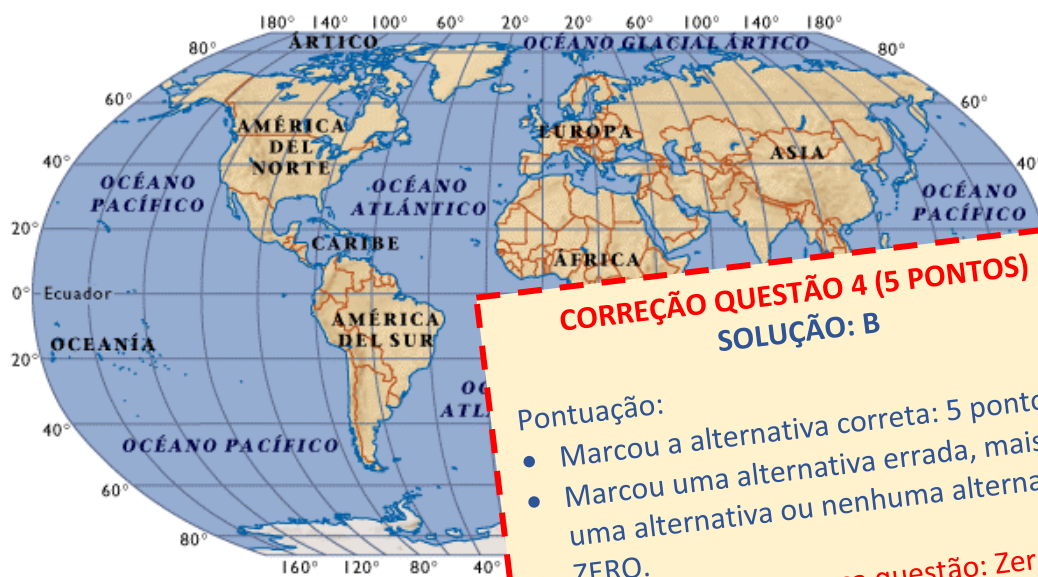 180° 140° 100° 60° 20° 20° 60° 100° 140° 180°
80° ÁRTICO OCÉANO GLACIAL ÁRTICO 80°
60° 60°
AMÉRICA
DEL
NORTE
EUROPA
ASIA
40° 40°
OCÉANO
PACÍFICO
OCÉANO
ATLÁNTICO
OCÉANO
PACÍFICO
20°
CARIBE
ÁFRICA
0° Ecuador
AMÉRICA
DEL SUR
OCEANÍA
20°
40°
OCÉANO PACÍFICO
60°
80°
160° 120° 80° 40°
CORREÇÃO QUESTÃO 4 (5 PONTOS)
SOLUÇÃO: B
Pontuação:
• Marcou a alternativa correta: 5
• Marcou uma alternativa errada, mais
uma alternativa ou nenhuma
ZERO.
questão: